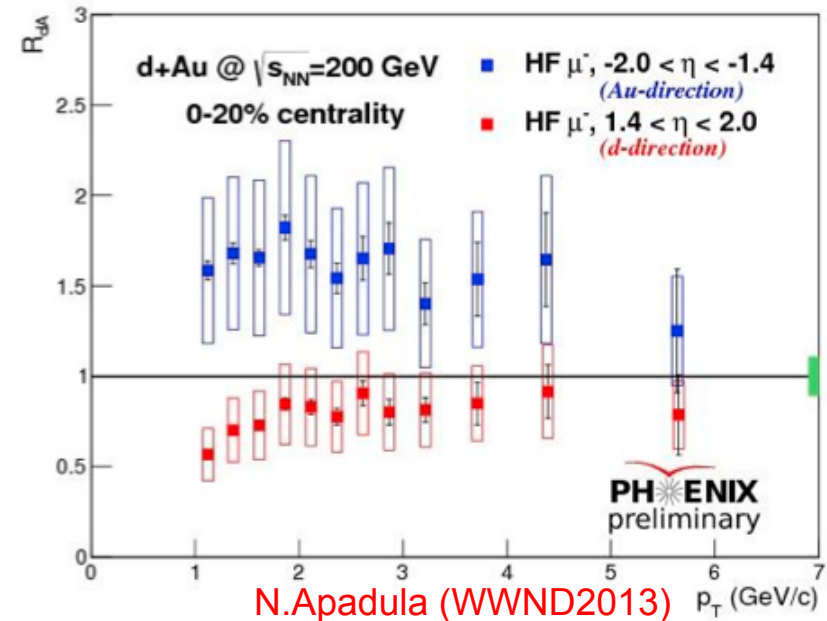 R_dA
3
2.5
2
1.5
1
0.5
0
d+Au @ √s_NN=200 GeV
0-20% centrality
HF μ⁻, -2.0 < η < -1.4
(Au-direction)
HF μ⁻, 1.4 < η < 2.0
(d-direction)
PHENIX
preliminary
0 1 2 3 4 5 6 7
N.Apadula (WWND2013)
p_T (GeV/c)